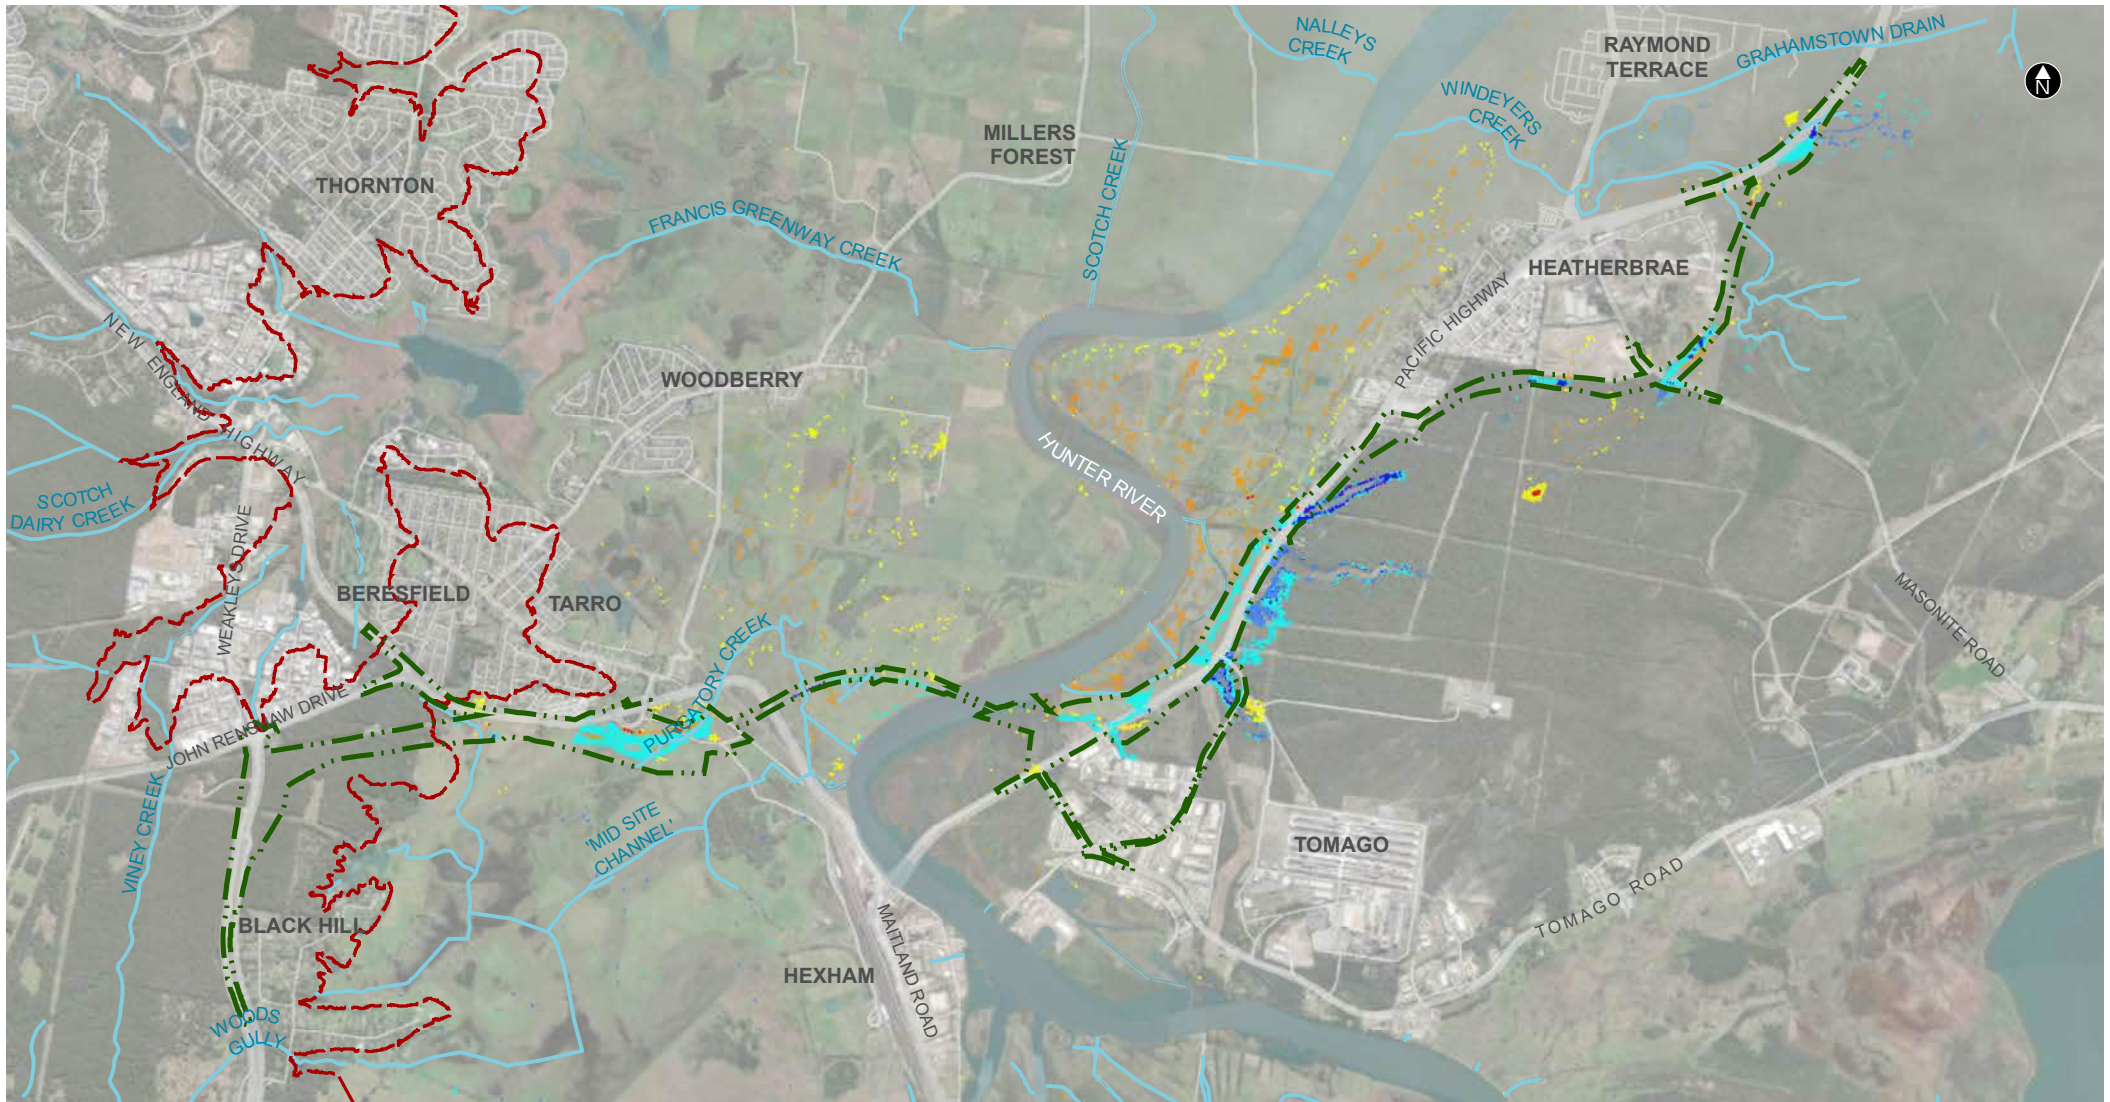 NALLEYS
CREEK
RAYMOND
TERRACE
GRAHAMSTOWN DRAIN
N
WINDEYERS
CREEK
MILLERS
FOREST
SCOTCH CREEK
THORNTON
FRANCIS GREENWAY CREEK
HEATHERBRAE
PACIFIC HIGHWAY
NEW ENGLAND HIGHWAY
WOODBERRY
HUNTER RIVER
SCOTCH
DAIRY CREEK
WEAKLEYS DRIVE
BERESFIELD
TARRO
MASONITE ROAD
PURGATORY CREEK
JOHN RENSHAW DRIVE
VINEY CREEK
'MID SITE
CHANNEL'
TOMAGO
TOMAGO ROAD
BLACK HILL
MAITLAND ROAD
HEXHAM
WOODS
GULLY